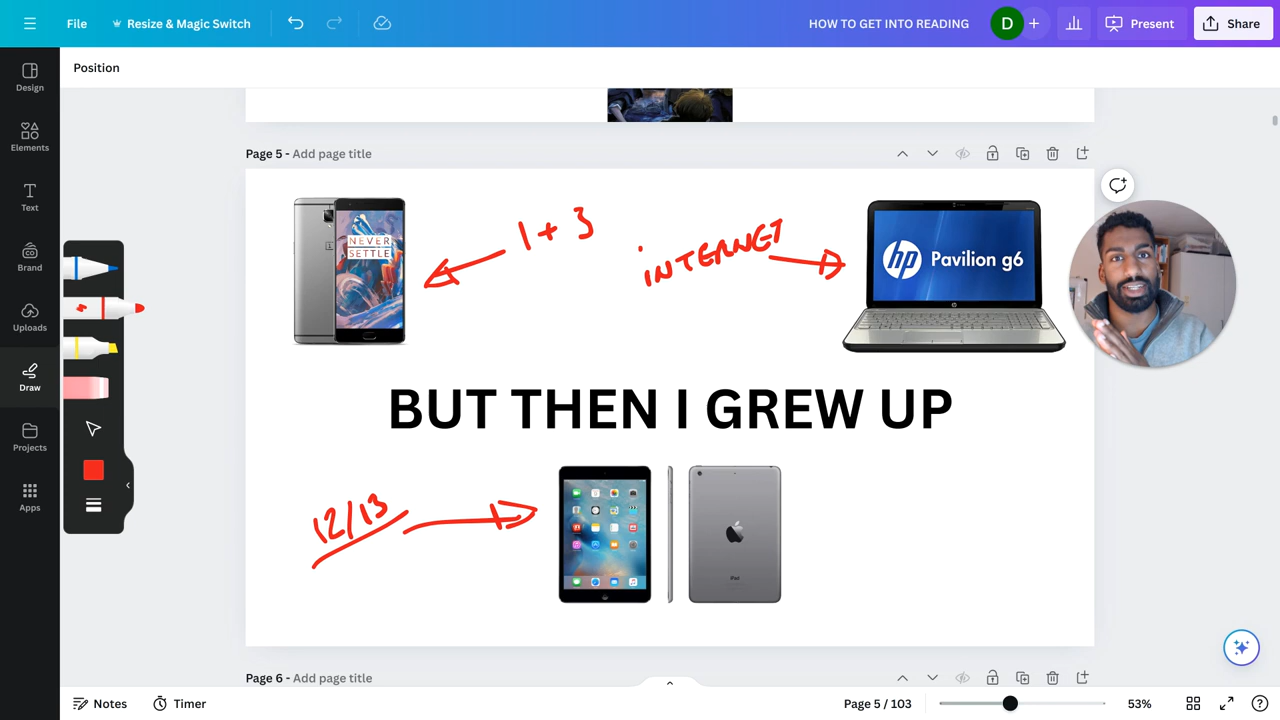 File
Resize & Magic Switch
HOW TO GET INTO READING
D
+
Present
Share
Position
Design
Elements
Text
Brand
Uploads
Draw
Projects
Apps
Page 5 - Add page title
NEVER
SETTLE
1+3
INTERNET
hp Pavilion g6
BUT THEN I GREW UP
12/13
iPad
Page 6 - Add page title
Notes
Timer
Page 5 / 103
53%